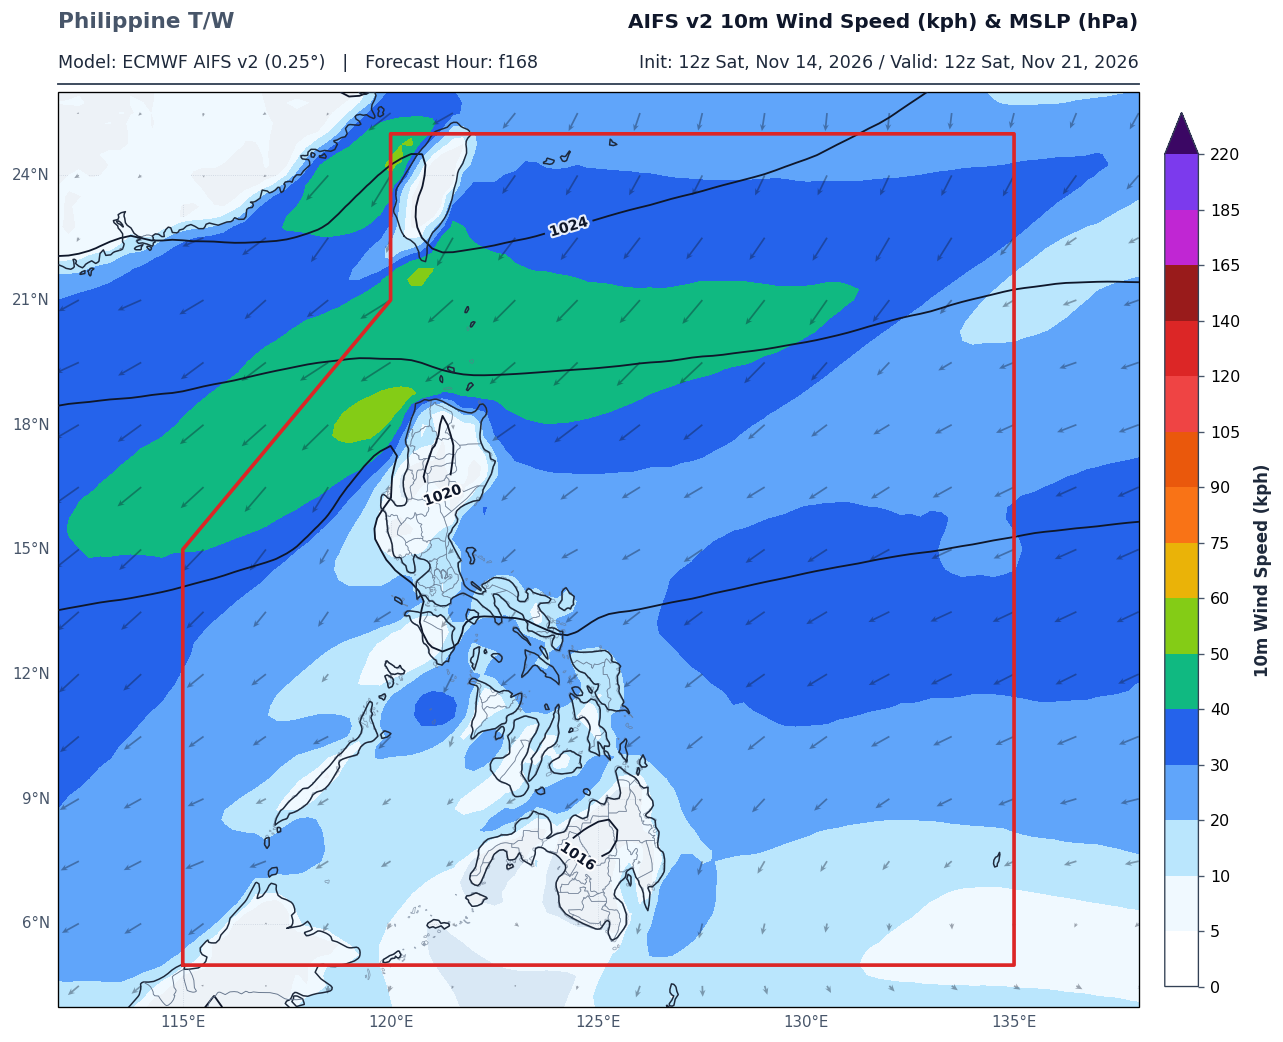 Philippine T/W
AIFS v2 10m Wind Speed (kph) & MSLP (hPa)
Model: ECMWF AIFS v2 (0.25°) | Forecast Hour: f168
Init: 12z Sat, Nov 14, 2026 / Valid: 12z Sat, Nov 21, 2026
24°N
21°N
18°N
15°N
12°N
9°N
6°N
115°E
120°E
125°E
130°E
135°E
1024
1020
1016
220
185
165
140
120
105
90
75
60
50
40
30
20
10
5
0
10m Wind Speed (kph)